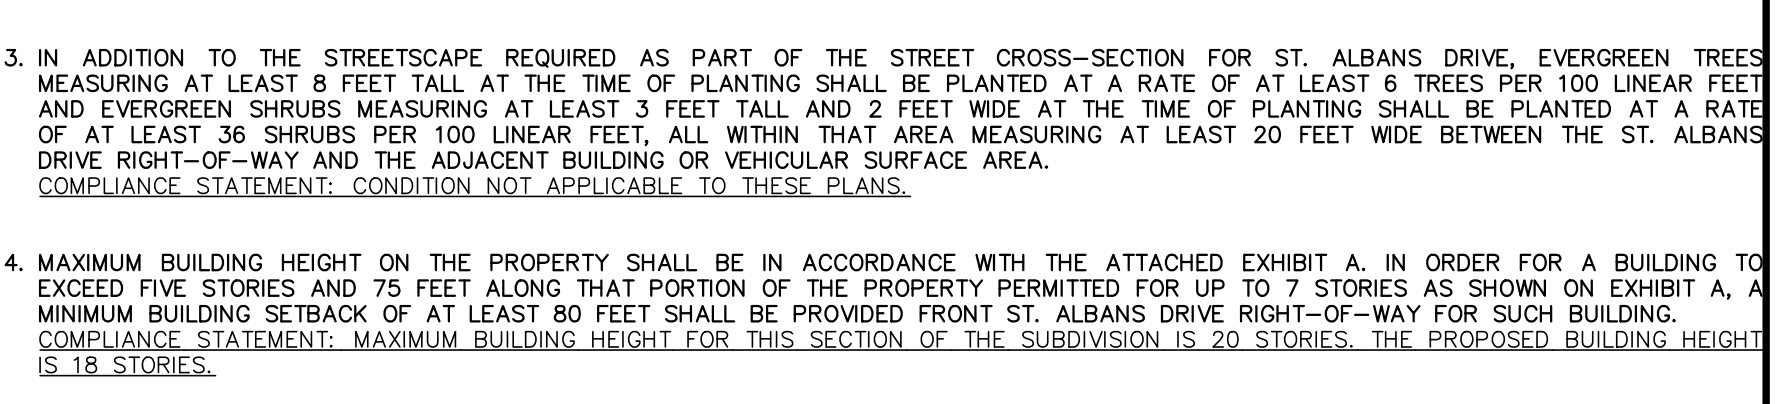 3. IN ADDITION TO THE STREETSCAPE REQUIRED AS PART OF THE STREET CROSS-SECTION FOR ST. ALBANS DRIVE, EVERGREEN TREES
MEASURING AT LEAST 8 FEET TALL AT THE TIME OF PLANTING SHALL BE PLANTED AT A RATE OF AT LEAST 6 TREES PER 100 LINEAR FEET
AND EVERGREEN SHRUBS MEASURING AT LEAST 3 FEET TALL AND 2 FEET WIDE AT THE TIME OF PLANTING SHALL BE PLANTED AT A RATE
OF AT LEAST 36 SHRUBS PER 100 LINEAR FEET, ALL WITHIN THAT AREA MEASURING AT LEAST 20 FEET WIDE BETWEEN THE ST. ALBANS
DRIVE RIGHT-OF-WAY AND THE ADJACENT BUILDING OR VEHICULAR SURFACE AREA.
COMPLIANCE STATEMENT: CONDITION NOT APPLICABLE TO THESE PLANS.
4. MAXIMUM BUILDING HEIGHT ON THE PROPERTY SHALL BE IN ACCORDANCE WITH THE ATTACHED EXHIBIT A. IN ORDER FOR A BUILDING TO
EXCEED FIVE STORIES AND 75 FEET ALONG THAT PORTION OF THE PROPERTY PERMITTED FOR UP TO 7 STORIES AS SHOWN ON EXHIBIT A, A
MINIMUM BUILDING SETBACK OF AT LEAST 80 FEET SHALL BE PROVIDED FRONT ST. ALBANS DRIVE RIGHT-OF-WAY FOR SUCH BUILDING.
COMPLIANCE STATEMENT: MAXIMUM BUILDING HEIGHT FOR THIS SECTION OF THE SUBDIVISION IS 20 STORIES. THE PROPOSED BUILDING HEIGHT
IS 18 STORIES.